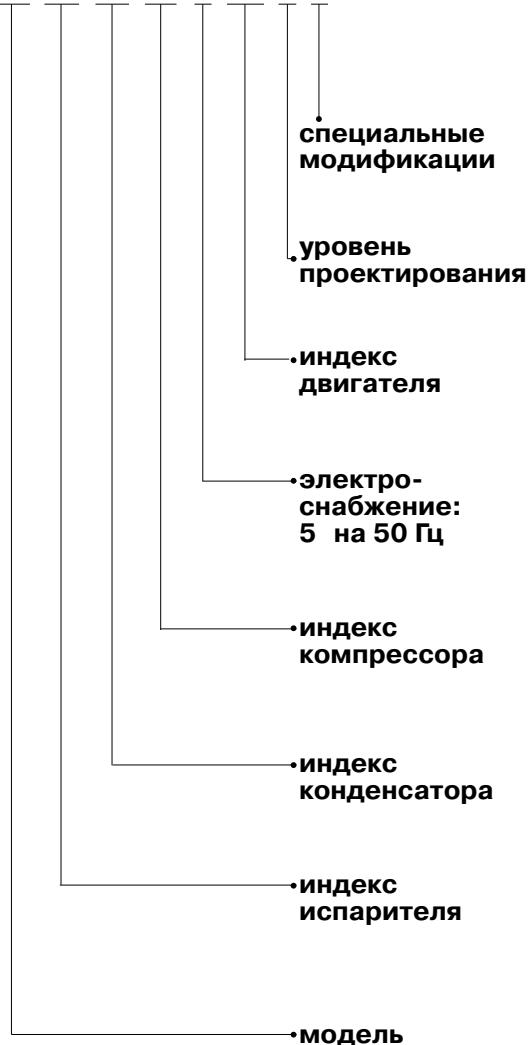 специальные
модификации
уровень
проектирования
индекс
двигателя
электро-
снабжение:
5 на 50 Гц
индекс
компрессора
индекс
конденсатора
индекс
испарителя
модель